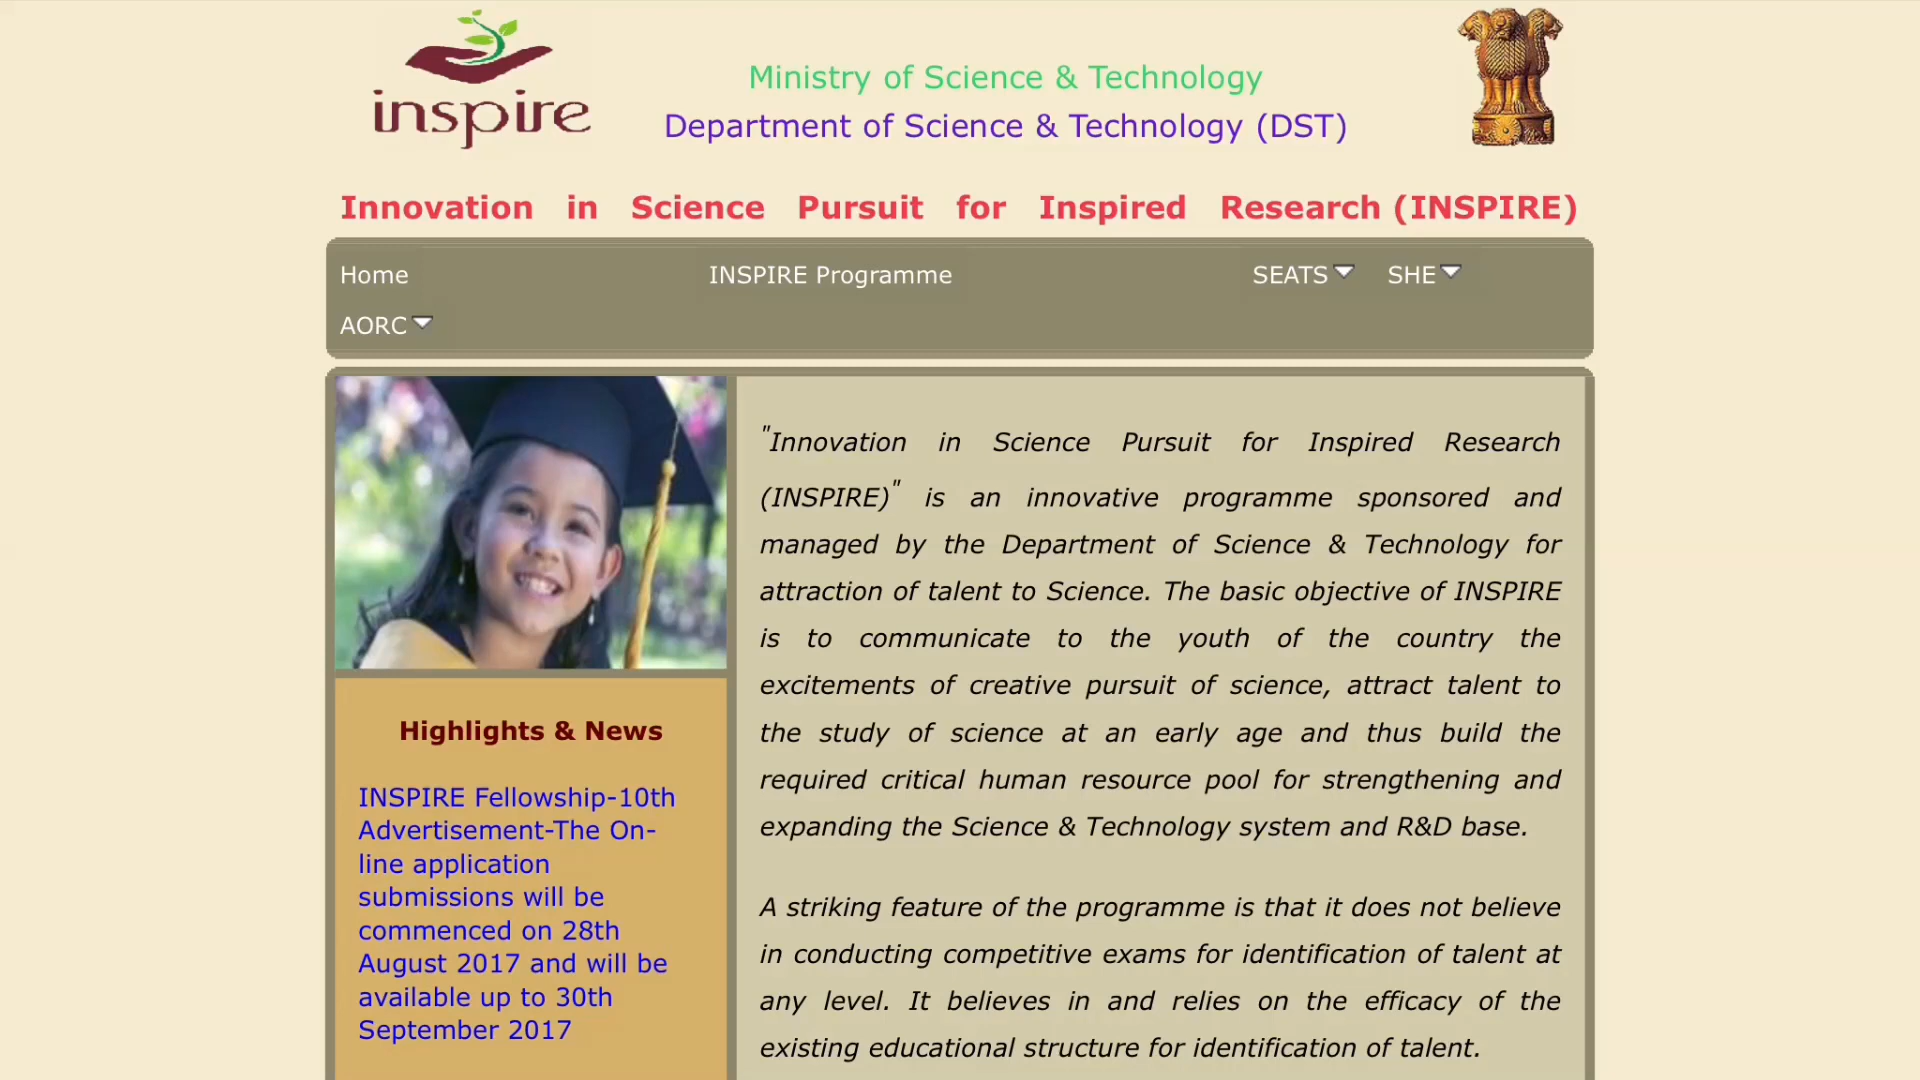 inspire
Ministry of Science & Technology
Department of Science & Technology (DST)
Innovation in Science Pursuit for Inspired Research (INSPIRE)
Home INSPIRE Programme SEATS SHE
AORC
Highlights & News
INSPIRE Fellowship-10th
Advertisement-The On-
line application
submissions will be
commenced on 28th
August 2017 and will be
available up to 30th
September 2017
"Innovation in Science Pursuit for Inspired Research
(INSPIRE)" is an innovative programme sponsored and
managed by the Department of Science & Technology for
attraction of talent to Science. The basic objective of INSPIRE
is to communicate to the youth of the country the
excitements of creative pursuit of science, attract talent to
the study of science at an early age and thus build the
required critical human resource pool for strengthening and
expanding the Science & Technology system and R&D base.
A striking feature of the programme is that it does not believe
in conducting competitive exams for identification of talent at
any level. It believes in and relies on the efficacy of the
existing educational structure for identification of talent.